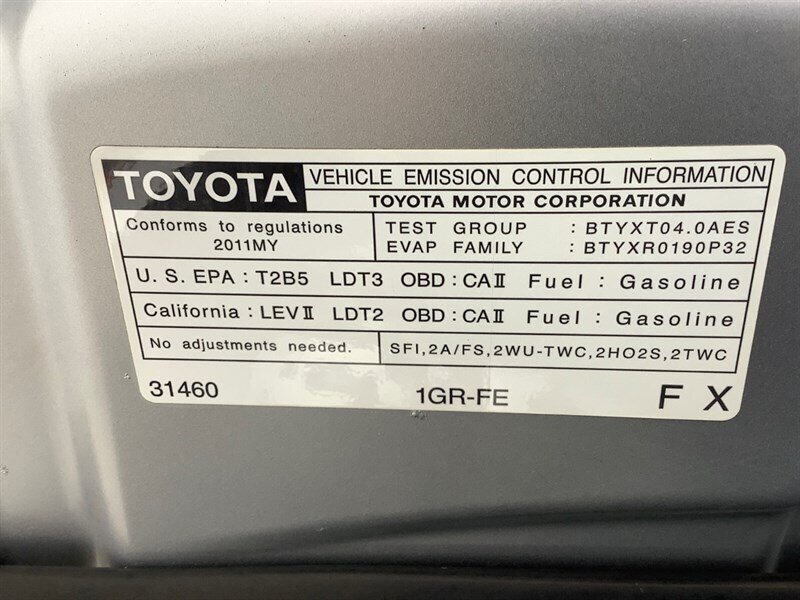 TOYOTA
VEHICLE EMISSION CONTROL INFORMATION
TOYOTA MOTOR CORPORATION
Conforms to regulations
2011MY
TEST GROUP : BTYXT04.0AES
EVAP FAMILY : BTYXR0190P32
U. S. EPA : T2B5 LDT3 OBD : CAⅡ Fuel : Gasoline
California : LEVⅡ LDT2 OBD : CAⅡ Fuel : Gasoline
No adjustments needed.
SFI,2A/FS,2WU-TWC,2HO2S,2TWC
31460 1GR-FE F X